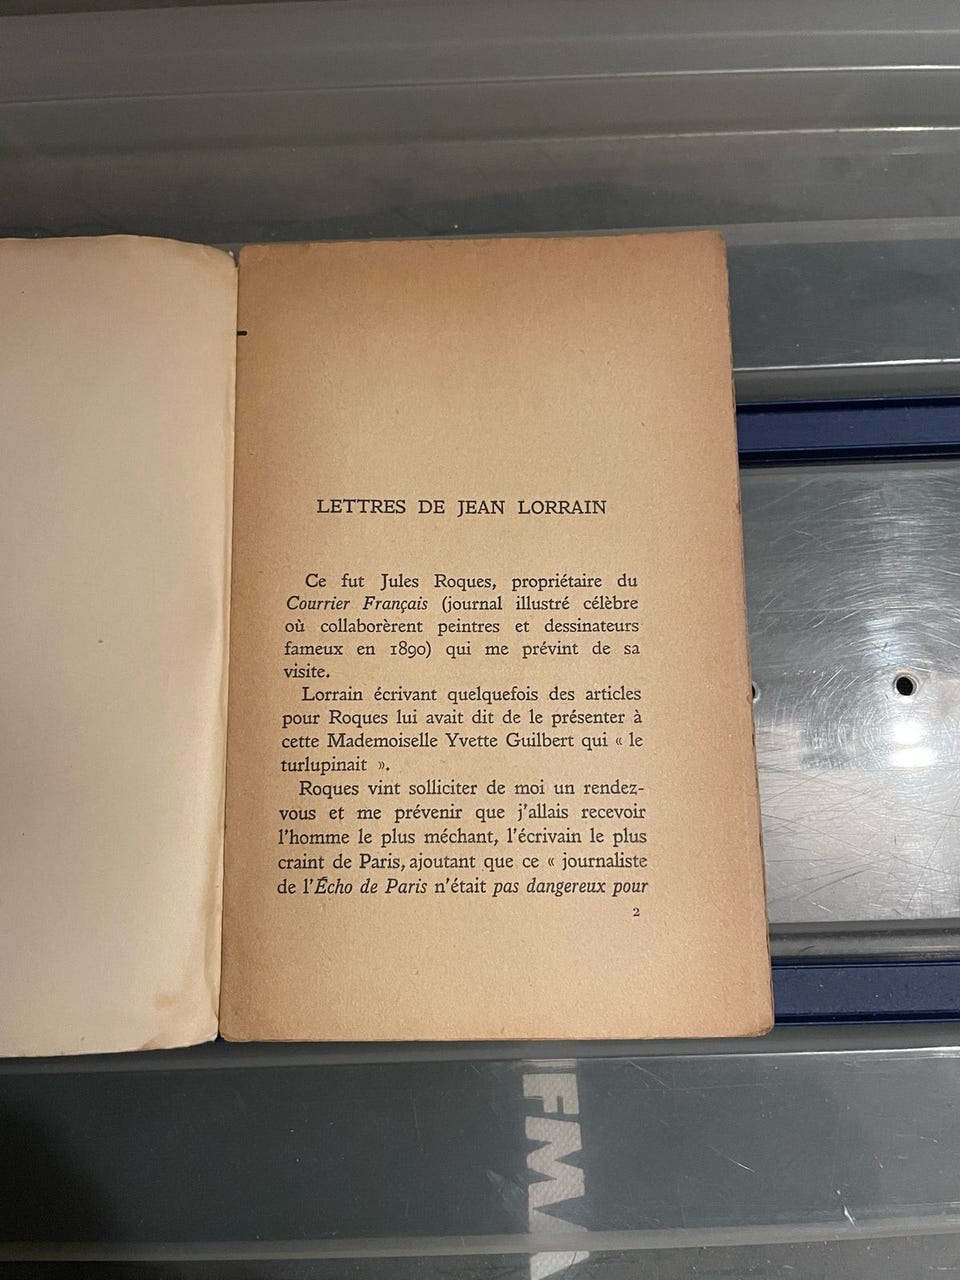 LETTRES DE JEAN LORRAIN
Ce fut Jules Roques, propriétaire du
Courrier Français (journal illustré célèbre
où collaborèrent peintres et dessinateurs
fameux en 1890) qui me prévint de sa
visite.
Lorrain écrivant quelquefois des articles
pour Roques lui avait dit de le présenter à
cette Mademoiselle Yvette Guilbert qui « le
turlupinait ».
Roques vint solliciter de moi un rendez-
vous et me prévenir que j'allais recevoir
l'homme le plus méchant, l'écrivain le plus
craint de Paris, ajoutant que ce « journaliste
de l'Écho de Paris n'était pas dangereux pour
2
FM